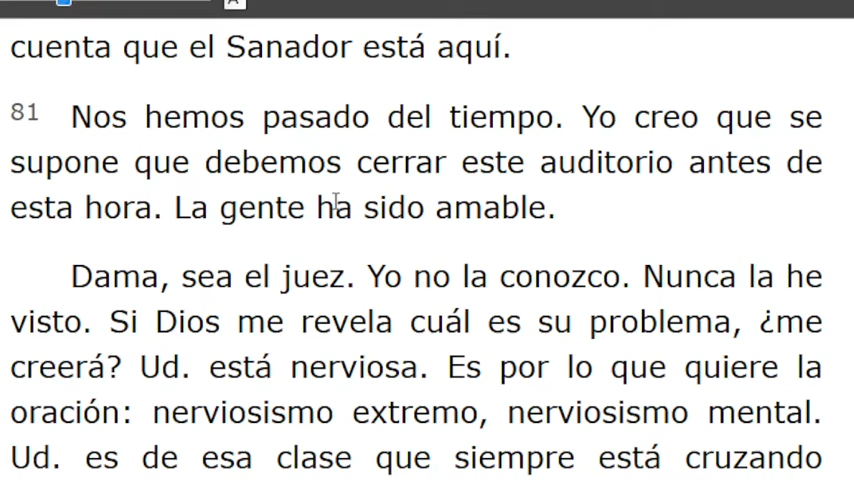 cuenta que el Sanador está aquí.
81 Nos hemos pasado del tiempo. Yo creo que se
supone que debemos cerrar este auditorio antes de
esta hora. La gente ha sido amable.
Dama, sea el juez. Yo no la conozco. Nunca la he
visto. Si Dios me revela cuál es su problema, ¿me
creerá? Ud. está nerviosa. Es por lo que quiere la
oración: nerviosismo extremo, nerviosismo mental.
Ud. es de esa clase que siempre está cruzando